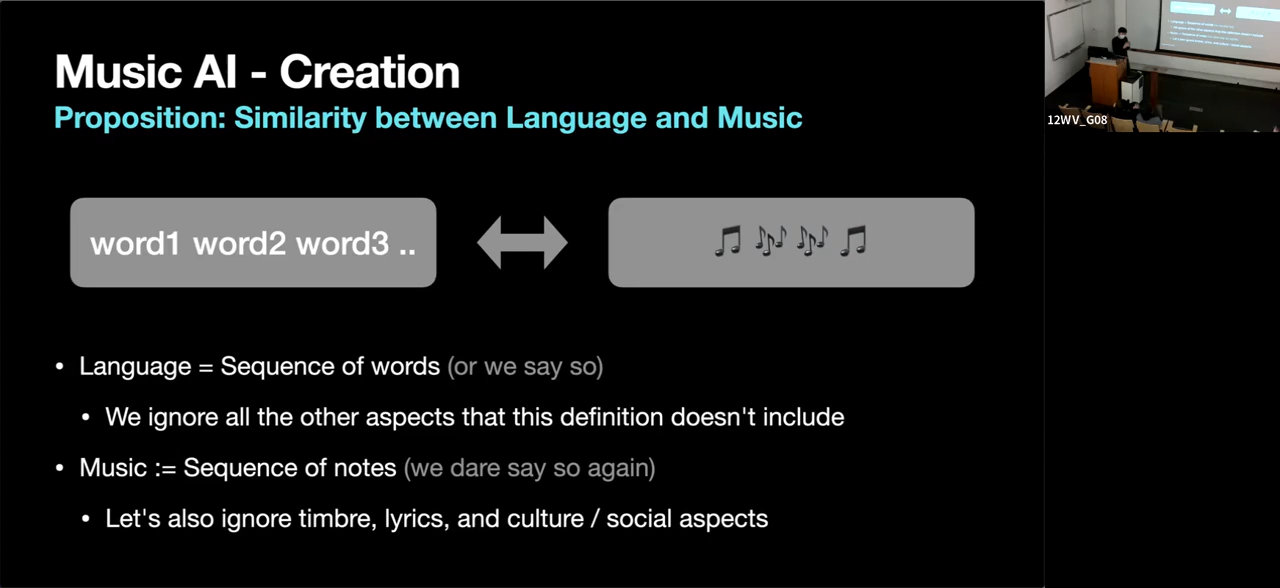 Music AI - Creation
Proposition: Similarity between Language and Music
word1 word2 word3 ..
• Language = Sequence of words (or we say so)
• We ignore all the other aspects that this definition doesn't include
• Music := Sequence of notes (we dare say so again)
• Let's also ignore timbre, lyrics, and culture / social aspects
12WV_G08